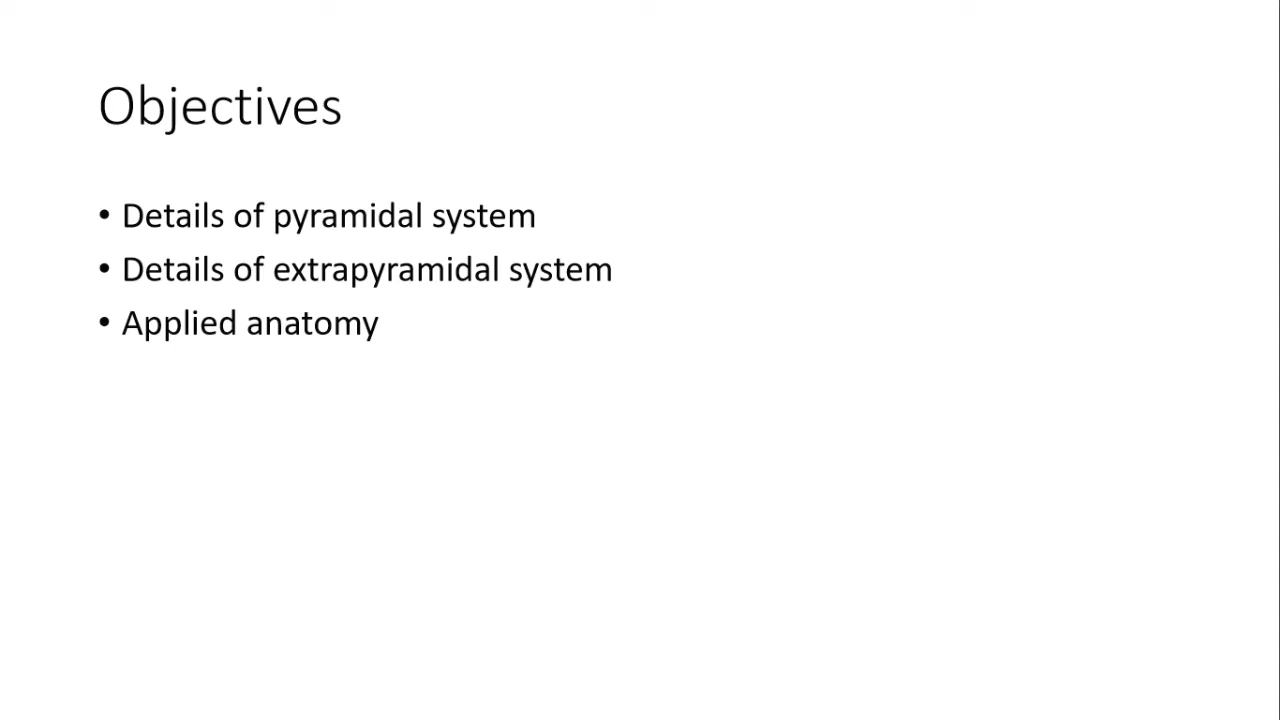 Objectives
• Details of pyramidal system
• Details of extrapyramidal system
• Applied anatomy